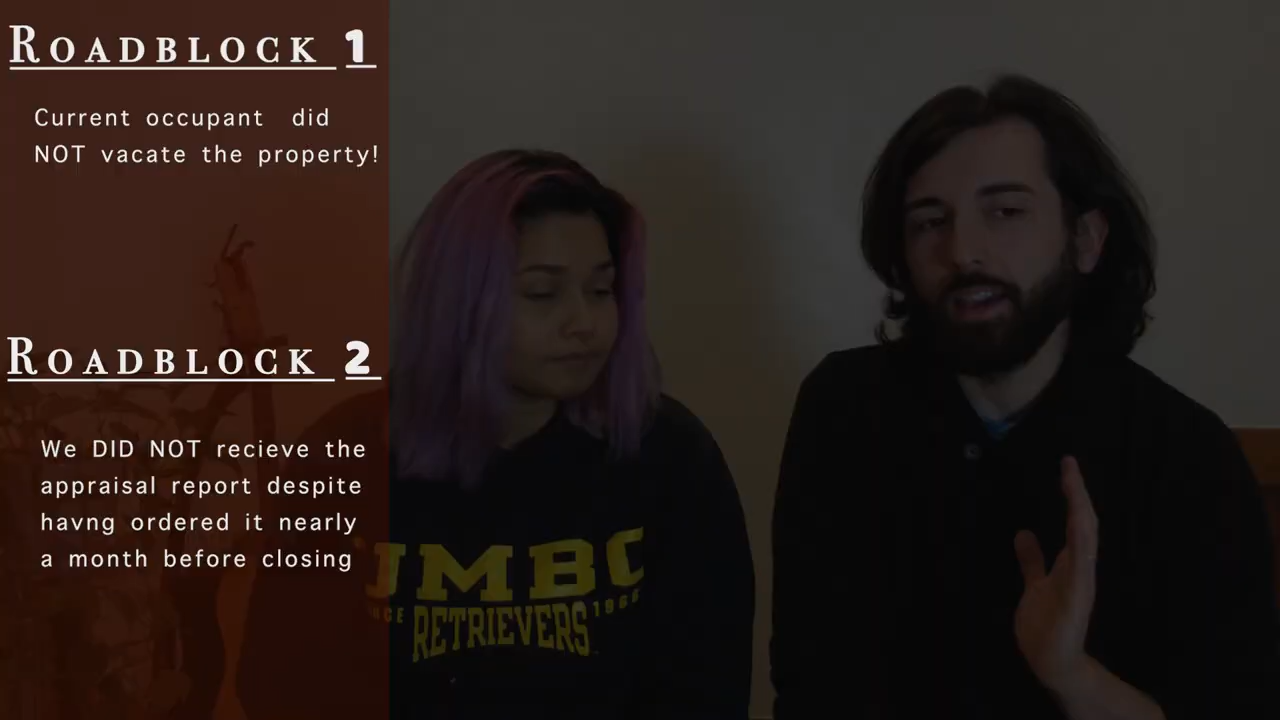 ROADBLOCK 1
Current occupant did
NOT vacate the property!
ROADBLOCK 2
We DID NOT recieve the
appraisal report despite
havng ordered it nearly
a month before closing
UMBC
RETRIEVERS